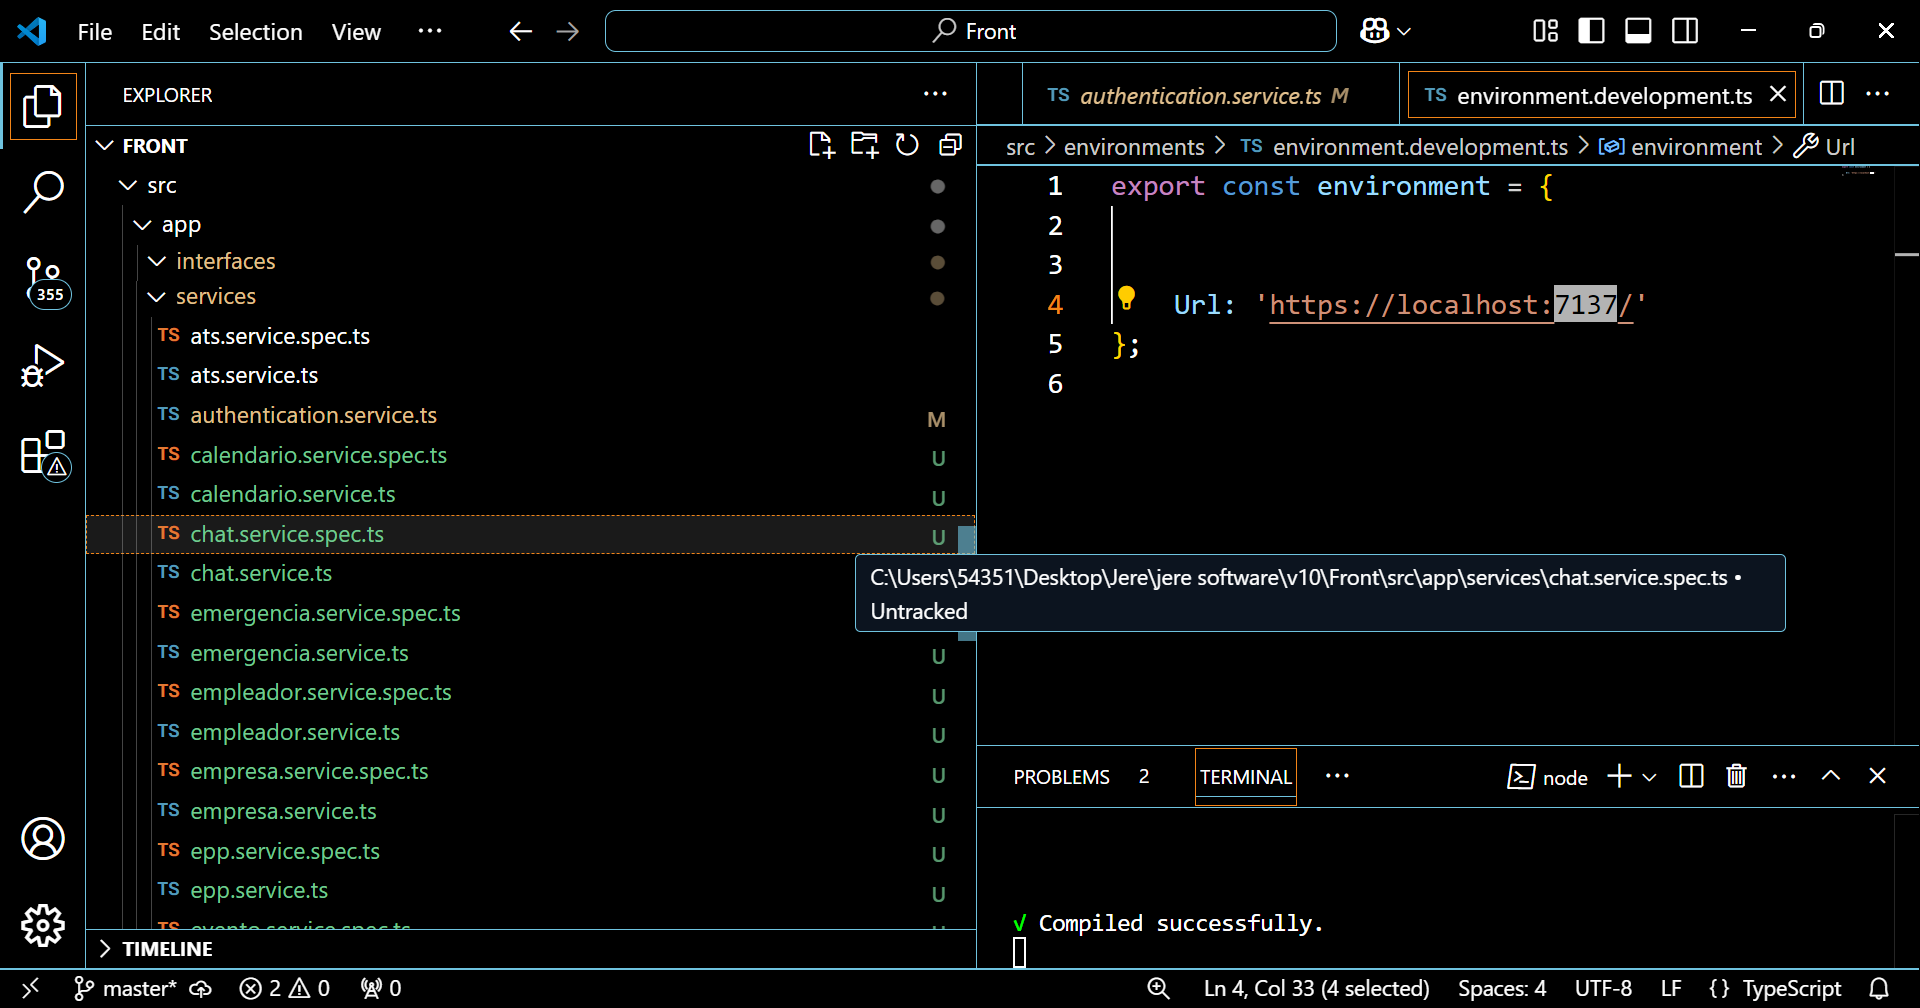 File Edit Selection View ···
Front
EXPLORER
FRONT
src
app
interfaces
services
TS ats.service.spec.ts
TS ats.service.ts
TS authentication.service.ts M
TS calendario.service.spec.ts U
TS calendario.service.ts U
TS chat.service.spec.ts U
TS chat.service.ts
TS emergencia.service.spec.ts
TS emergencia.service.ts U
TS empleador.service.spec.ts U
TS empleador.service.ts U
TS empresa.service.spec.ts U
TS empresa.service.ts U
TS epp.service.spec.ts U
TS epp.service.ts U
TS evento.service.spec.ts
TIMELINE
355
TS authentication.service.ts M
TS environment.development.ts
src > environments > TS environment.development.ts > environment > Url
1 export const environment = {
2
3
4 Url: 'https://localhost:7137/'
5 };
6
C:\Users\54351\Desktop\Jere\jere software\v10\Front\src\app\services\chat.service.spec.ts •
Untracked
PROBLEMS 2 TERMINAL ··· node
√ Compiled successfully.
master* 2 0 0 Ln 4, Col 33 (4 selected) Spaces: 4 UTF-8 LF {} TypeScript